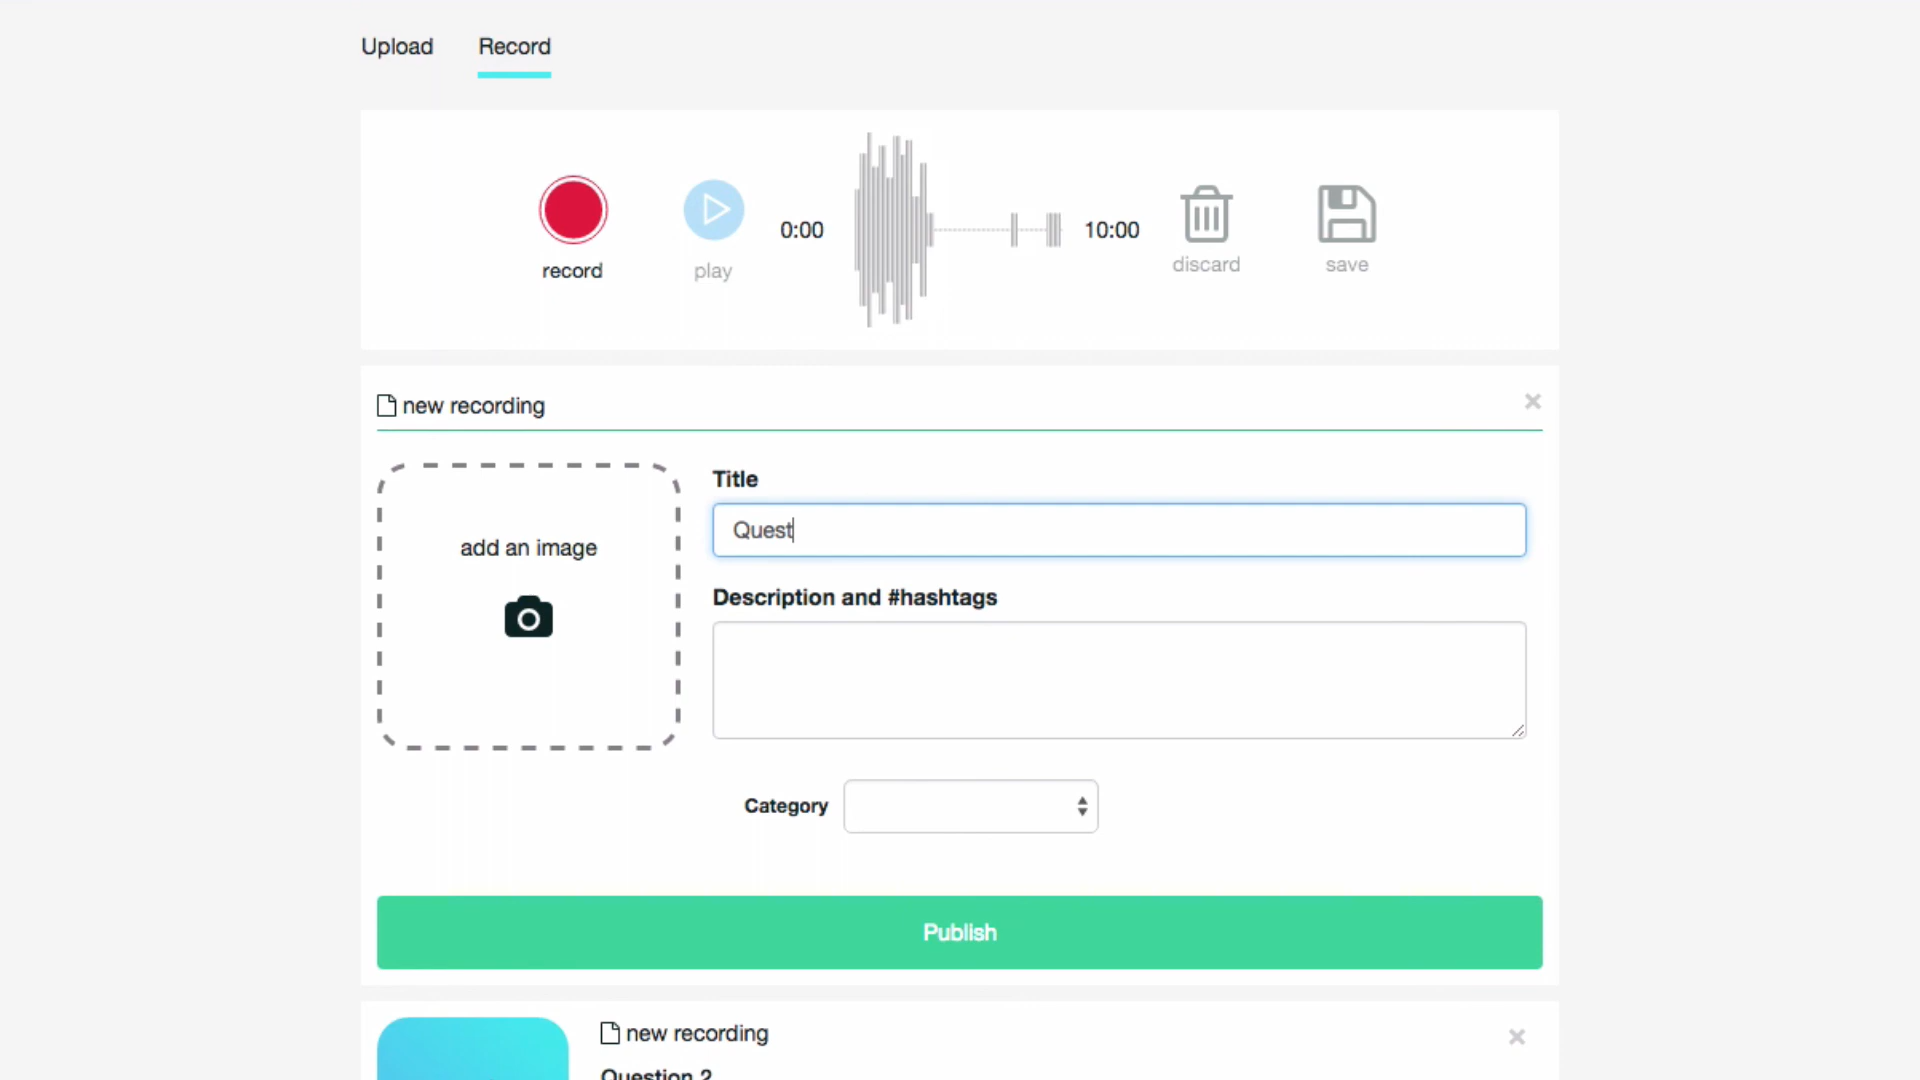 Upload Record
record
play
0:00
10:00
discard
save
new recording
add an image
Title
Quest
Description and #hashtags
Category
Publish
new recording
Question 2